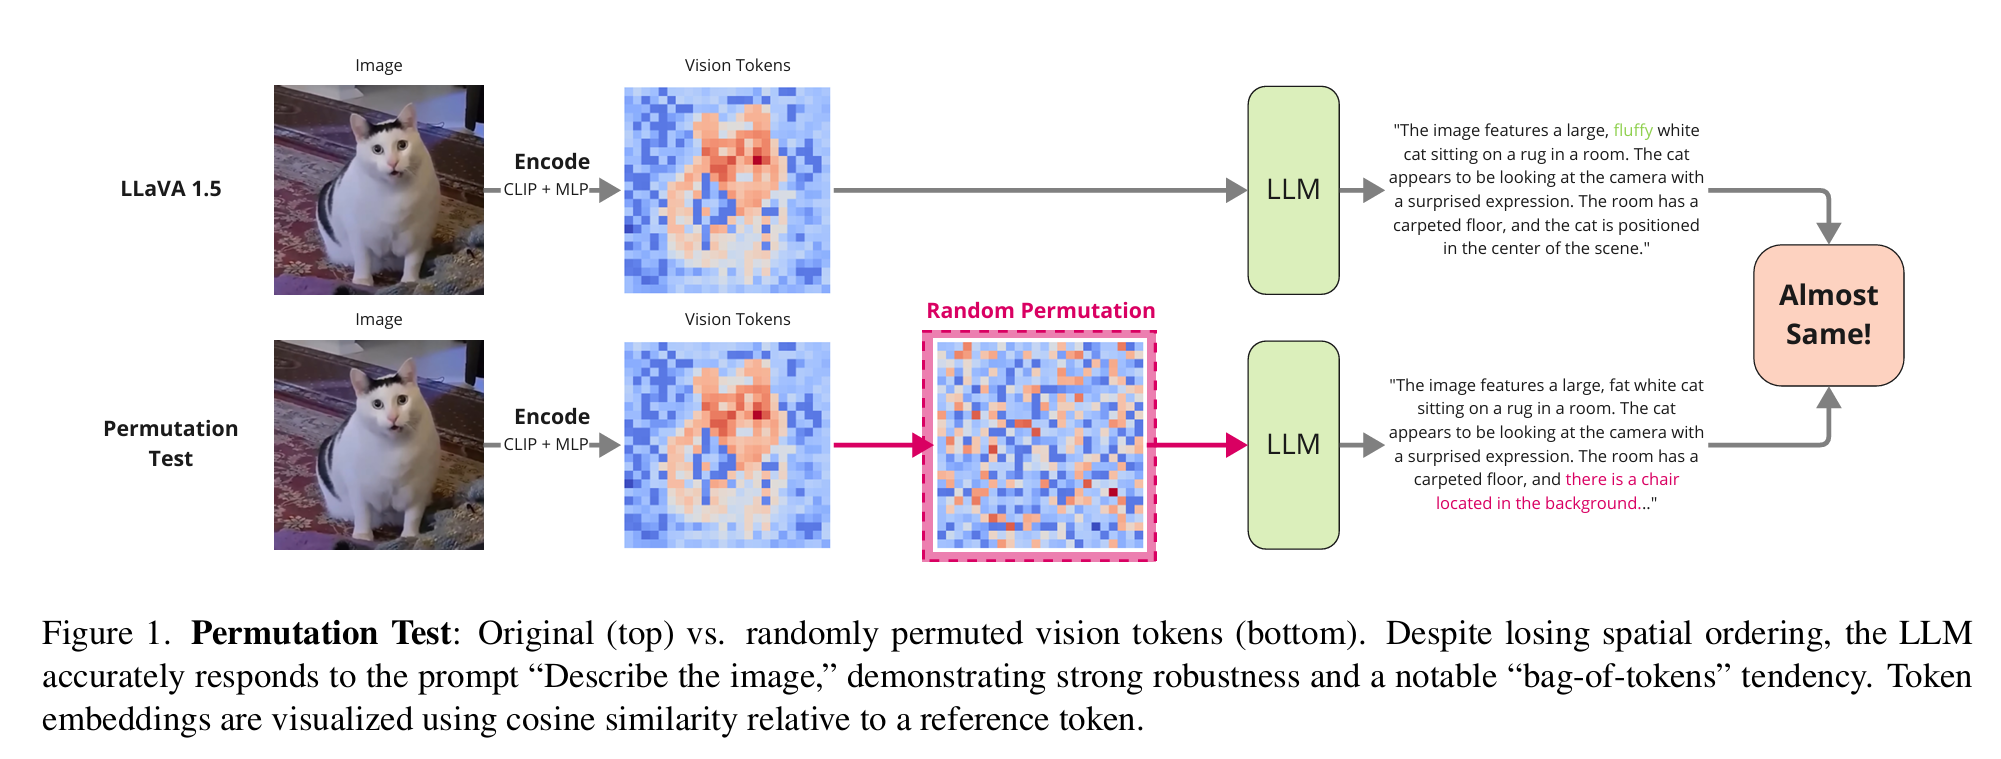 Image
Vision Tokens
LLaVA 1.5
Encode
CLIP + MLP
LLM
"The image features a large, fluffy white
cat sitting on a rug in a room. The cat
appears to be looking at the camera with
a surprised expression. The room has a
carpeted floor, and the cat is positioned
in the center of the scene."
Almost
Same!
Image
Vision Tokens
Random Permutation
Permutation
Test
Encode
CLIP + MLP
LLM
"The image features a large, fat white cat
sitting on a rug in a room. The cat
appears to be looking at the camera with
a surprised expression. The room has a
carpeted floor, and there is a chair
located in the background..."
Figure 1. Permutation Test: Original (top) vs. randomly permuted vision tokens (bottom). Despite losing spatial ordering, the LLM
accurately responds to the prompt “Describe the image,” demonstrating strong robustness and a notable “bag-of-tokens” tendency. Token
embeddings are visualized using cosine similarity relative to a reference token.